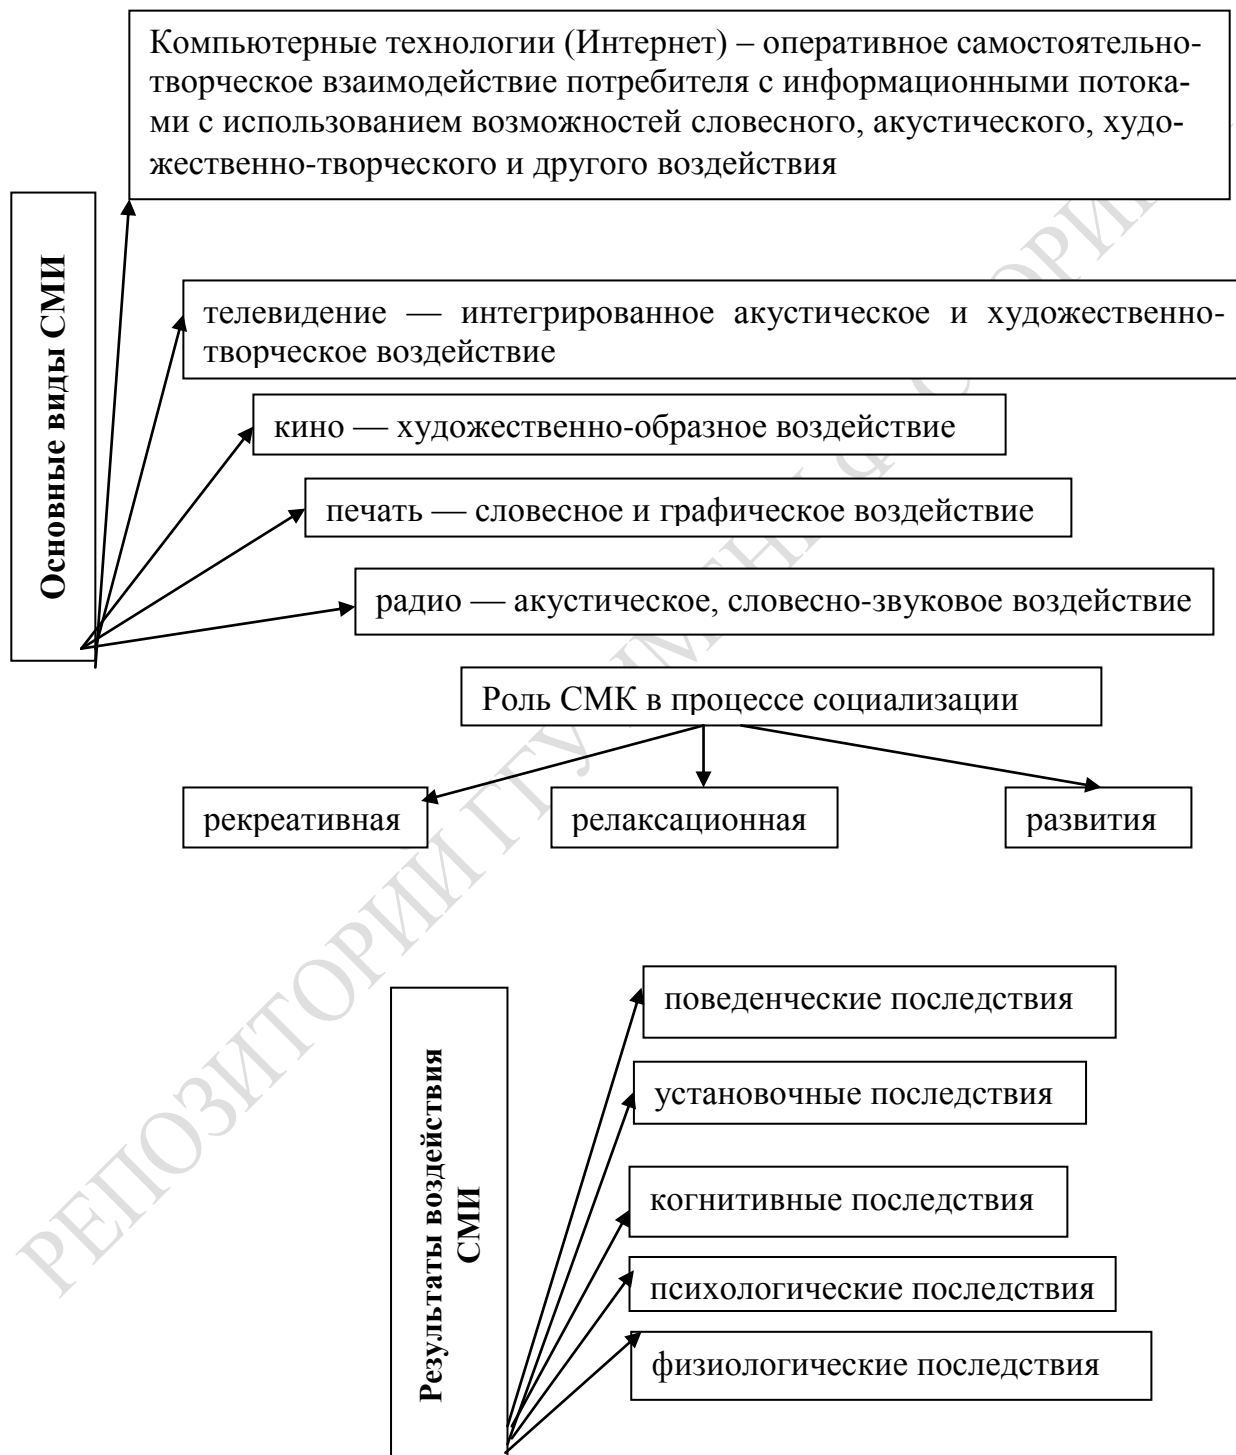 Компьютерные технологии (Интернет) – оперативное самостоятельно-
творческое взаимодействие потребителя с информационными потока-
ми с использованием возможностей словесного, акустического, худо-
жественно-творческого и другого воздействия
Основные виды СМИ
телевидение — интегрированное акустическое и художественно-
творческое воздействие
кино — художественно-образное воздействие
печать — словесное и графическое воздействие
радио — акустическое, словесно-звуковое воздействие
Роль СМК в процессе социализации
рекреативная
релаксационная
развития
Результаты воздействия
СМИ
поведенческие последствия
установочные последствия
когнитивные последствия
психологические последствия
физиологические последствия
РЕПОЗИТОРИЙ ГГУ ИМЕНИ Ф